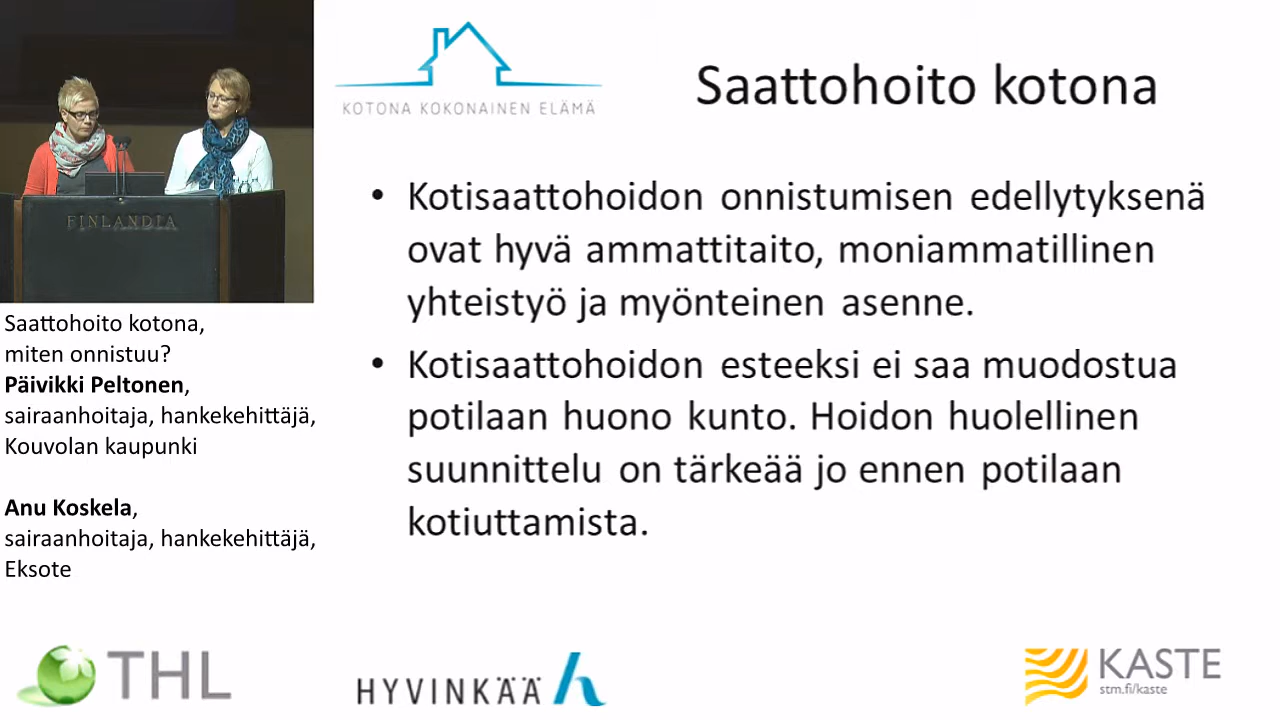 FINLANDIA
Saattohoito kotona,
miten onnistuu?
Päivikki Peltonen,
sairaanhoitaja, hankekehittäjä,
Kouvolan kaupunki
Anu Koskela,
sairaanhoitaja, hankekehittäjä,
Eksote
KOTONA KOKONAINEN ELÄMÄ
Saattohoito kotona
• Kotisaattohoidon onnistumisen edellytyksenä
ovat hyvä ammattitaito, moniammatillinen
yhteistyö ja myönteinen asenne.
• Kotisaattohoidon esteeksi ei saa muodostua
potilaan huono kunto. Hoidon huolellinen
suunnittelu on tärkeää jo ennen potilaan
kotiuttamista.
THL
HYVINKÄÄ h
KASTE
stm.fi/kaste